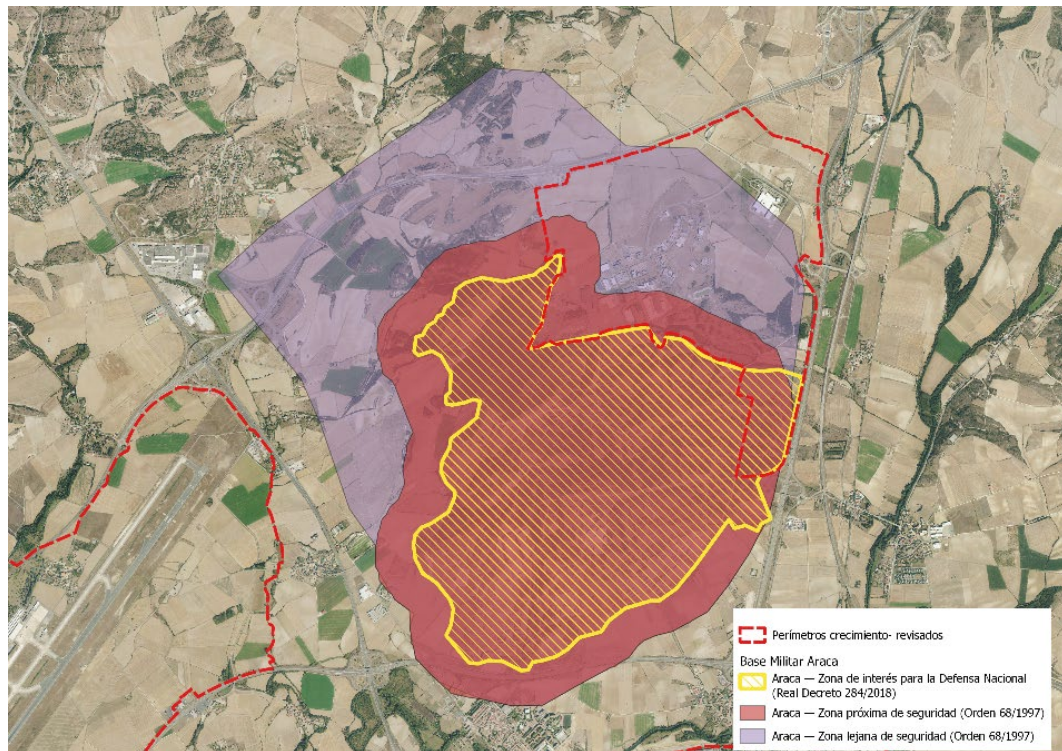 Perímetros crecimiento- revisados
Base Militar Araca
Araca — Zona de interés para la Defensa Nacional
(Real Decreto 284/2018)
Araca — Zona próxima de seguridad (Orden 68/1997)
Araca — Zona lejana de seguridad (Orden 68/1997)